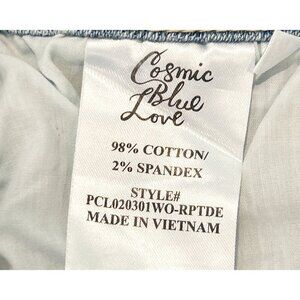 Cosmic
Blue
Love
98% COTTON/
2% SPANDEX
STYLE#
PCL020301WO-RPTDE
MADE IN VIETNAM